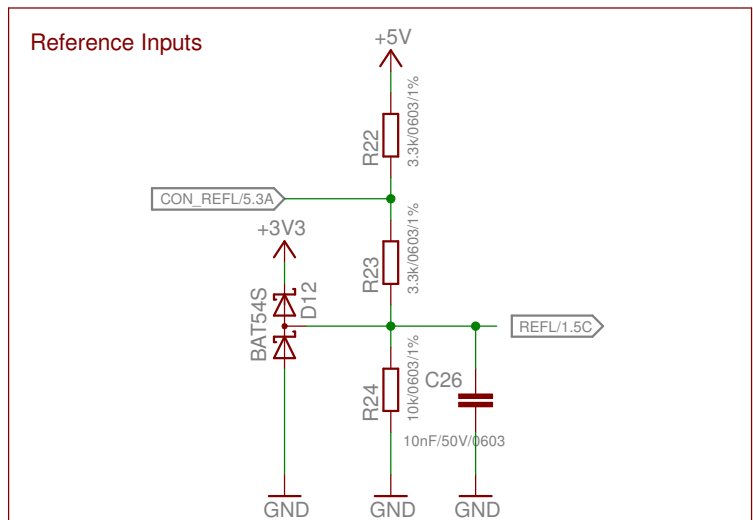 Reference Inputs
+5V
R22
3.3k/0603/1%
CON_REFL/5.3A
+3V3
R23
3.3k/0603/1%
BAT54S
D12
REFL/1.5C
R24
10k/0603/1%
C26
10nF/50V/0603
GND
GND
GND